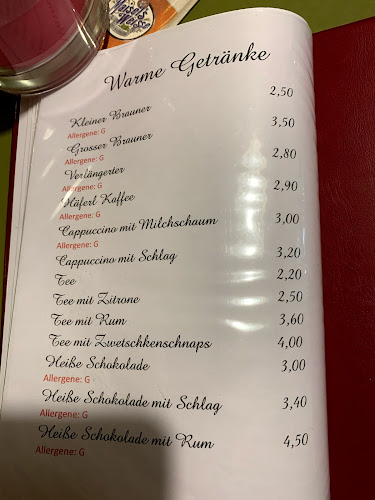 Maisel's
Weisse
Warme Getränke
Kleiner Brauner 2,50
Allergene: G
Grosser Brauner 3,50
Allergene: G
Verlängerter 2,80
Allergene: G
Häferl Kaffee 2,90
Allergene: G
Cappuccino mit Milchschaum 3,00
Allergene: G
Cappuccino mit Schlag 3,20
Tee 2,20
Tee mit Zitrone 2,50
Tee mit Rum 3,60
Tee mit Zwetschkenschnaps 4,00
Heiße Schokolade 3,00
Allergene: G
Heiße Schokolade mit Schlag 3,40
Allergene: G
Heiße Schokolade mit Rum 4,50
Allergene: G